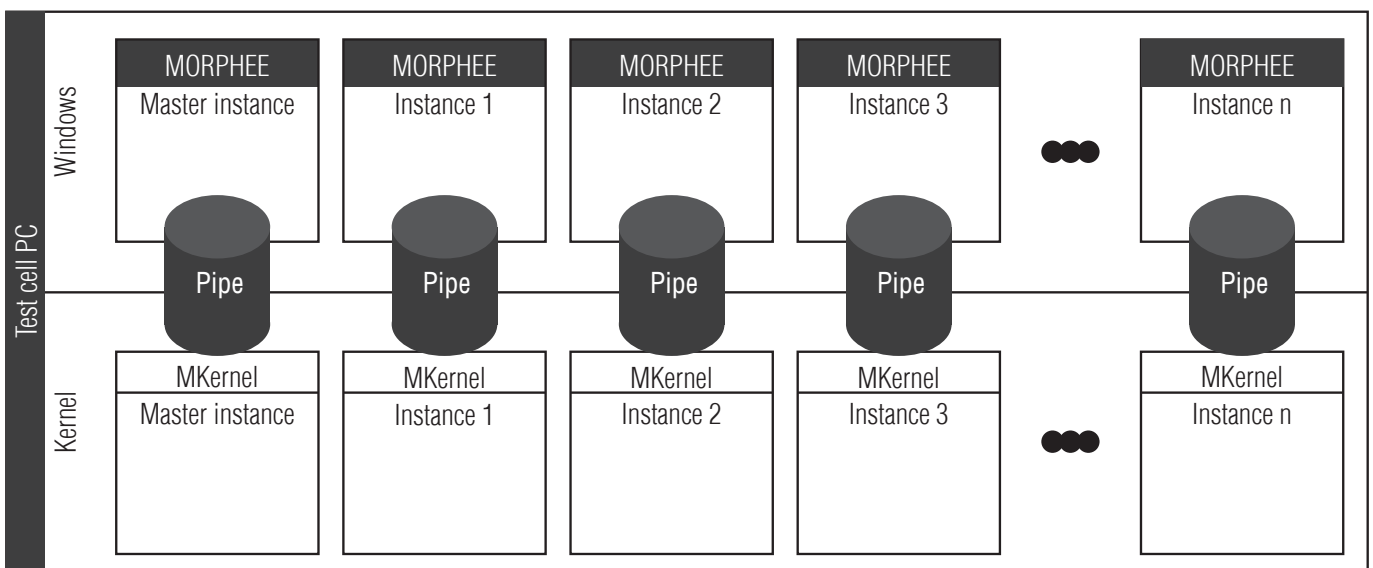 Test cell PC
Windows
MORPHEE
Master instance
MORPHEE
Instance 1
MORPHEE
Instance 2
MORPHEE
Instance 3
MORPHEE
Instance n
Pipe
Pipe
Pipe
Pipe
Pipe
Kernel
MKernel
Master instance
MKernel
Instance 1
MKernel
Instance 2
MKernel
Instance 3
MKernel
Instance n